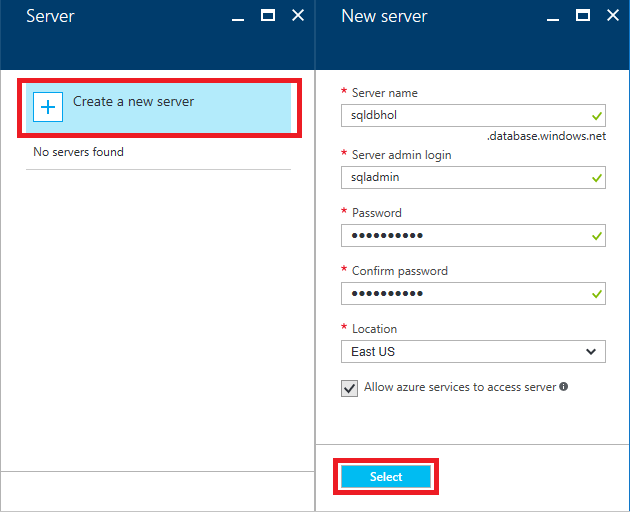 Server
Create a new server
No servers found
New server
* Server name
sqldbhol
.database.windows.net
* Server admin login
sqladmin
* Password
●●●●●●●●●●
* Confirm password
●●●●●●●●●●
* Location
East US
Allow azure services to access server
Select